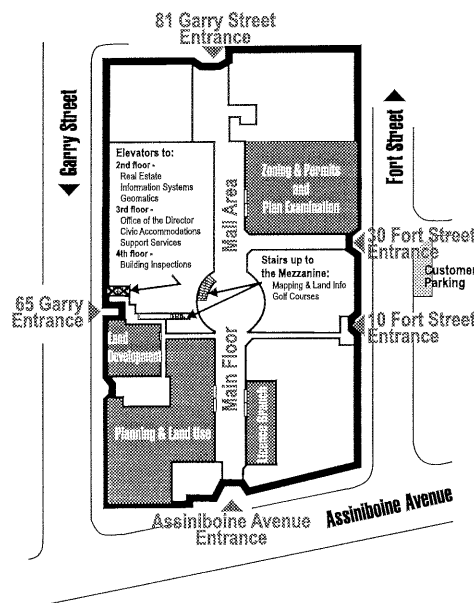 81 Garry Street
Entrance
Garry Street
Fort Street
Elevators to:
2nd floor -
Real Estate
Information Systems
Geomatics
3rd floor -
Office of the Director
Civic Accommodations
Support Services
4th floor -
Building Inspections
Mall Area
Zoning & Permits
and
Plan Examination
30 Fort Street
Entrance
Stairs up to
the Mezzanine:
Mapping & Land Info
Golf Courses
Customer
Parking
65 Garry
Entrance
10 Fort Street
Entrance
Land
Development
Main Floor
Planning & Land Use
Licence Branch
Assiniboine Avenue
Entrance
Assiniboine Avenue